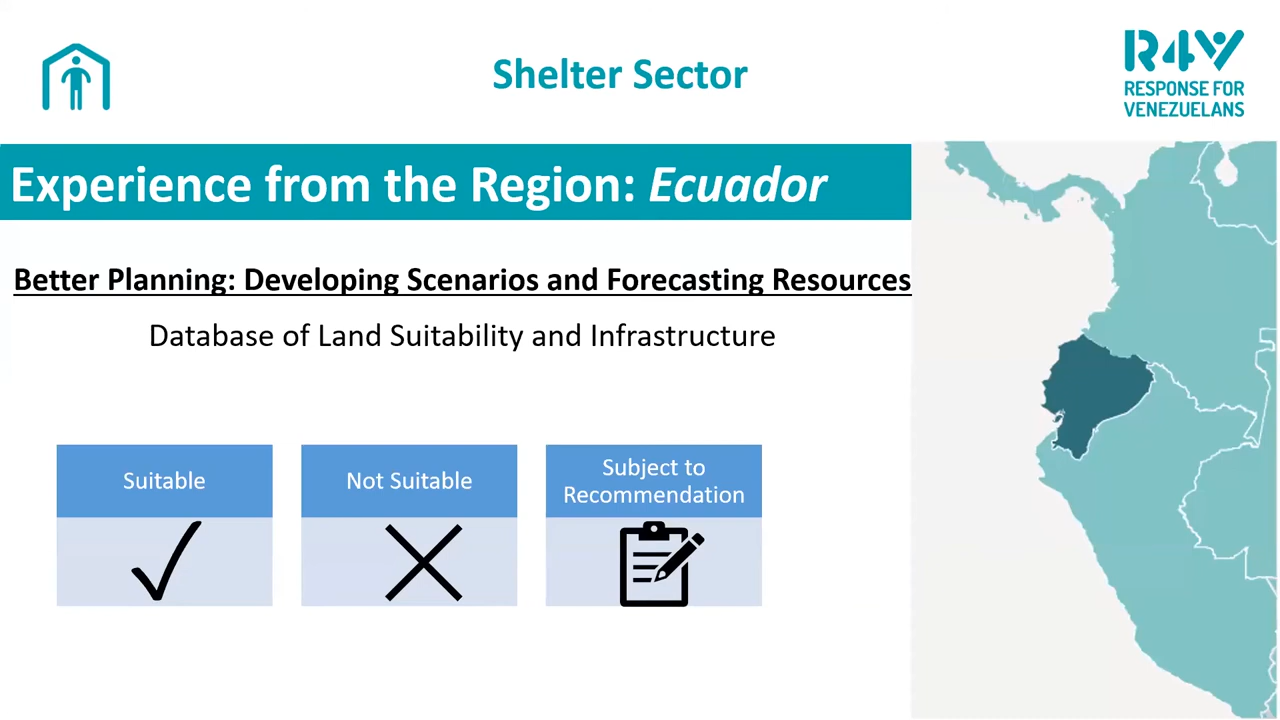 Shelter Sector
R4V
RESPONSE FOR
VENEZUELANS
Experience from the Region: Ecuador
Better Planning: Developing Scenarios and Forecasting Resources
Database of Land Suitability and Infrastructure
Suitable
Not Suitable
Subject to
Recommendation